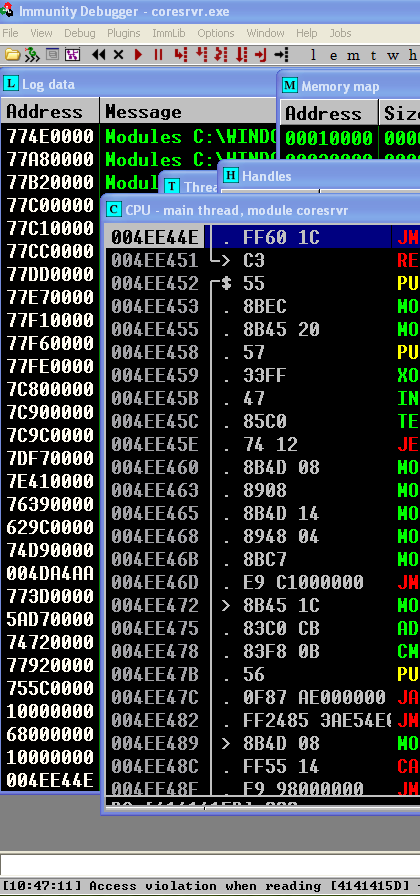 Immunity Debugger - coresrvr.exe
File View Debug Plugins ImmLib Options Window Help Jobs
l e m t w h
L Log data
Address Message
774E0000 Modules C:\WIND
77A80000 Modules C:\WIND
77B20000 Modul
77C00000
77C10000
77CC0000
77DD0000
77E70000
77F10000
77F60000
77FE0000
7C800000
7C900000
7C9C0000
7DF70000
7E410000
76390000
629C0000
74D90000
004DA4AA
773D0000
5AD70000
74720000
77920000
755C0000
10000000
68000000
10000000
004EE44E
M Memory map
Address Siz
00010000 000
T Threa
H Handles
C CPU - main thread, module coresrvr
004EE44E . FF60 1C JM
004EE451 > C3 RE
004EE452 $ 55 PU
004EE453 . 8BEC MO
004EE455 . 8B45 20 MO
004EE458 . 57 PU
004EE459 . 33FF XO
004EE45B . 47 IN
004EE45C . 85C0 TE
004EE45E . 74 12 JE
004EE460 . 8B4D 08 MO
004EE463 . 8908 MO
004EE465 . 8B4D 14 MO
004EE468 . 8948 04 MO
004EE46B . 8BC7 MO
004EE46D . E9 C1000000 JM
004EE472 > 8B45 1C MO
004EE475 . 83C0 CB AD
004EE478 . 83F8 0B CM
004EE47B . 56 PU
004EE47C . 0F87 AE000000 JA
004EE482 . FF2485 3AE54E JM
004EE489 > 8B4D 08 MO
004EE48C . FF55 14 CA
004EE48F . E9 98000000 JM
[10:47:11] Access violation when reading [4141415D]